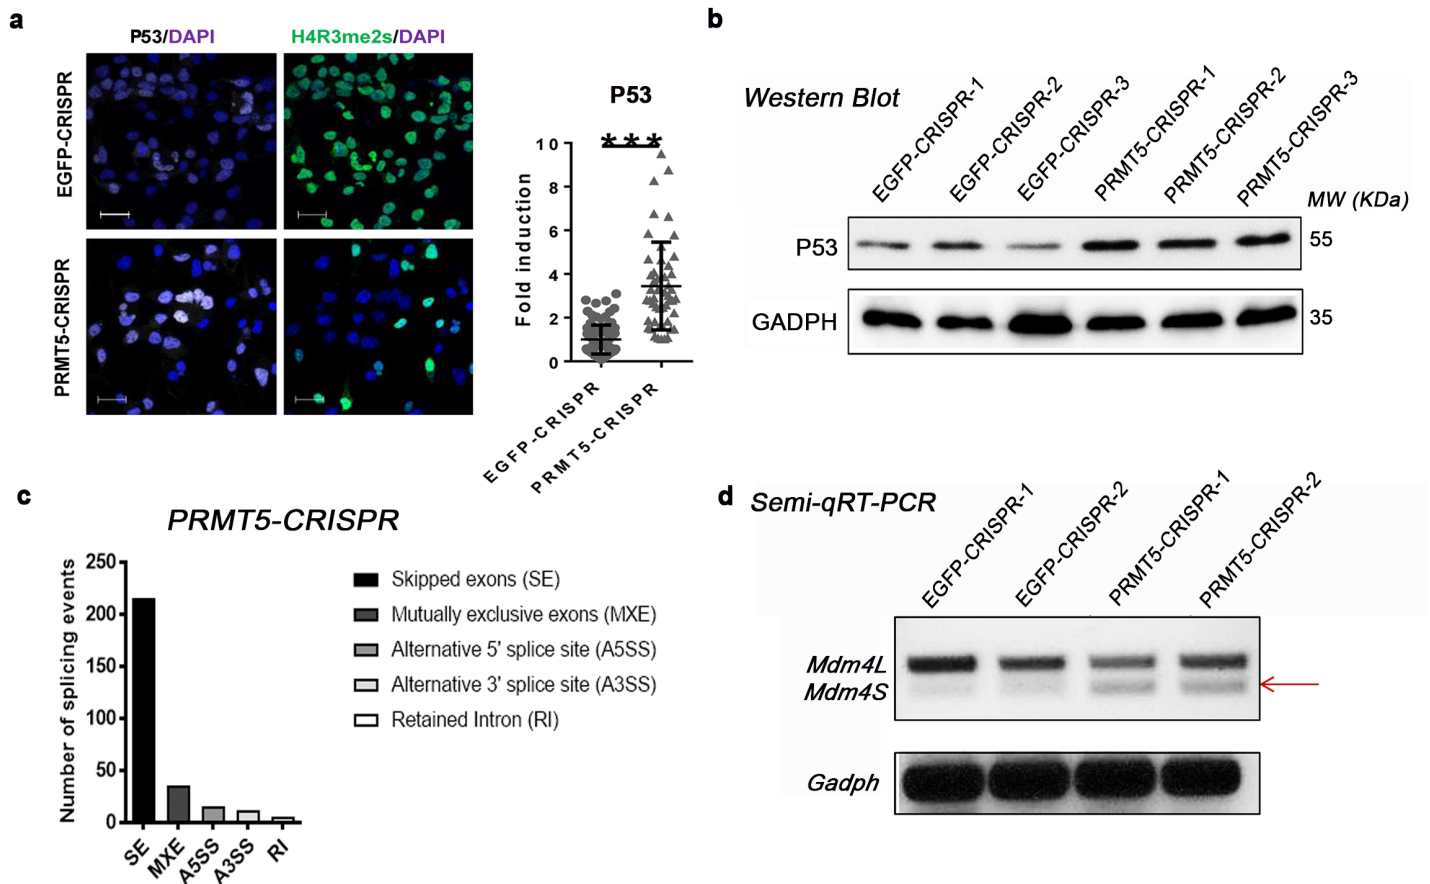 a
P53/DAPI
H4R3me2s/DAPI
EGFP-CRISPR
PRMT5-CRISPR
P53
***
Fold induction
10
8
6
4
2
0
EGFP-CRISPR
PRMT5-CRISPR
b
Western Blot
EGFP-CRISPR-1
EGFP-CRISPR-2
EGFP-CRISPR-3
PRMT5-CRISPR-1
PRMT5-CRISPR-2
PRMT5-CRISPR-3
MW (KDa)
P53
55
GADPH
35
c
PRMT5-CRISPR
Number of splicing events
250
200
150
100
50
0
SE
MXE
A5SS
A3SS
RI
Skipped exons (SE)
Mutually exclusive exons (MXE)
Alternative 5' splice site (A5SS)
Alternative 3' splice site (A3SS)
Retained Intron (RI)
d
Semi-qRT-PCR
EGFP-CRISPR-1
EGFP-CRISPR-2
PRMT5-CRISPR-1
PRMT5-CRISPR-2
Mdm4L
Mdm4S
Gadph